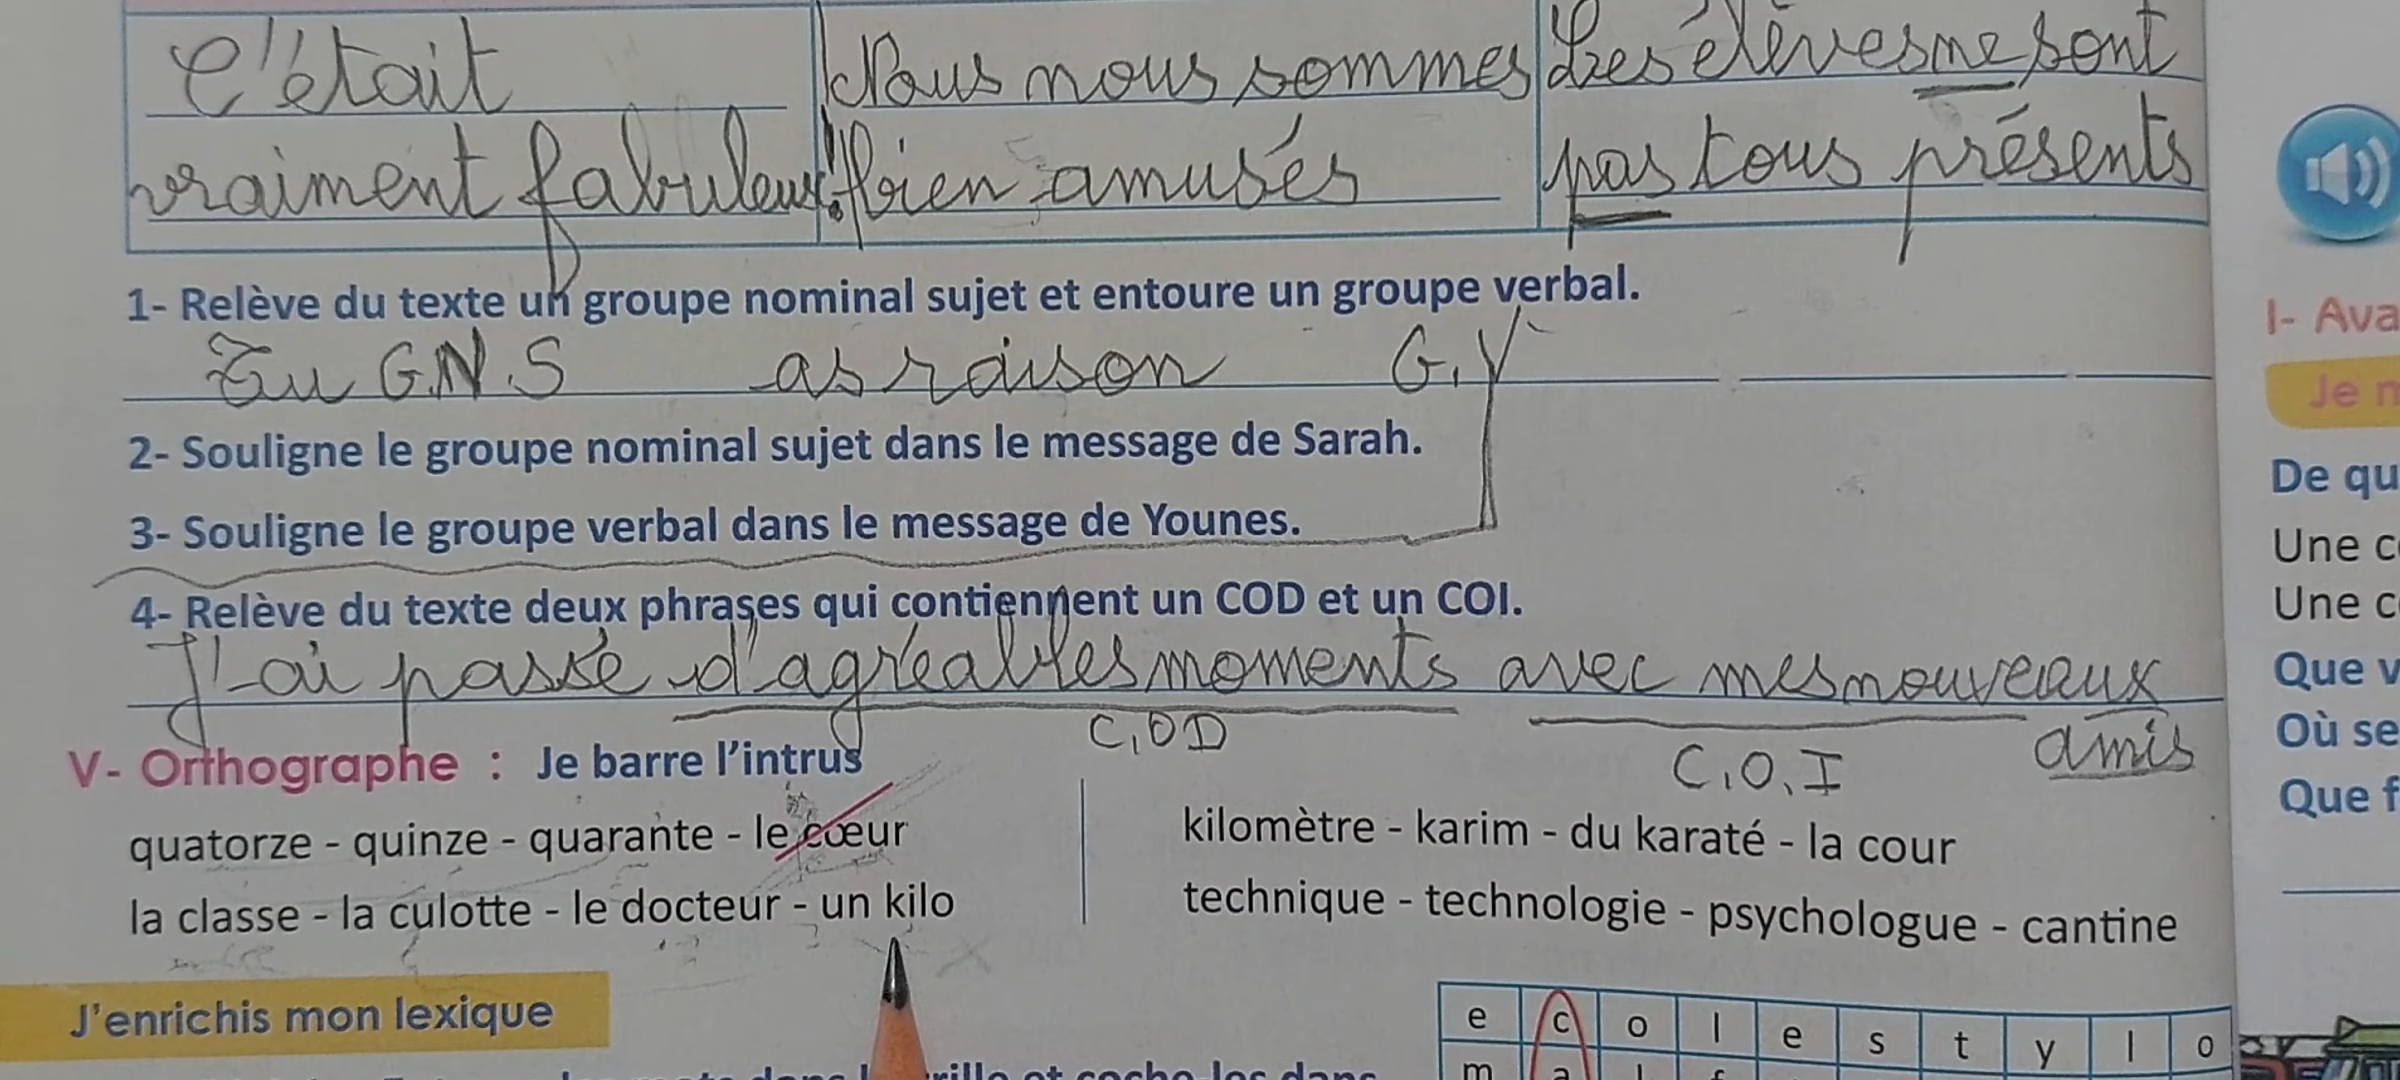 C'était
vraiment fabuleux!
Nous nous sommes
bien amusés
Les élèves ne sont
pas tous présents
1- Relève du texte un groupe nominal sujet et entoure un groupe verbal.
Tu G.N.S as raison G.V
2- Souligne le groupe nominal sujet dans le message de Sarah.
3- Souligne le groupe verbal dans le message de Younes.
4- Relève du texte deux phrases qui contiennent un COD et un COI.
J'ai passé d'agréables moments avec mes nouveaux
C.OD
C.O.I
amis
V- Orthographe : Je barre l'intrus
quatorze - quinze - quarante - le cœur
la classe - la culotte - le docteur - un kilo
kilomètre - karim - du karaté - la cour
technique - technologie - psychologue - cantine
J'enrichis mon lexique
e c o l e s t y l o
m a l
I- Ava
Je
De qu
Une c
Une c
Que v
Où se
Que f